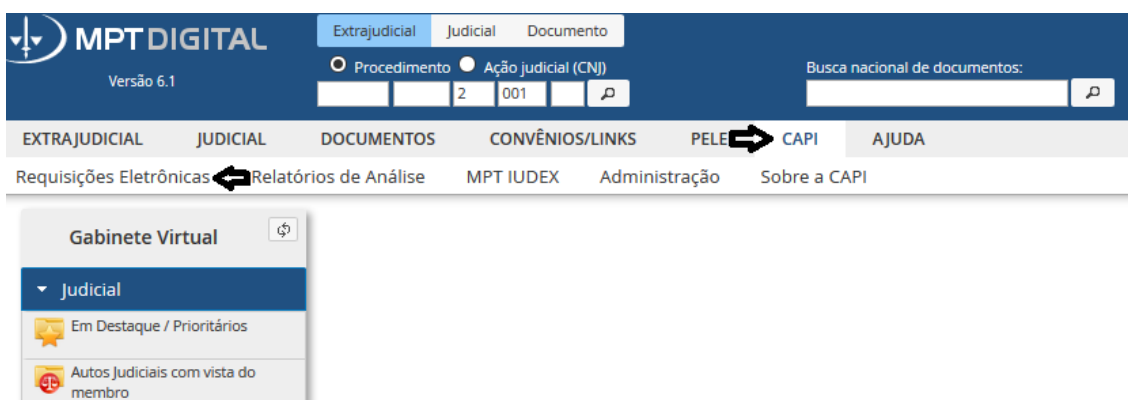 MPT DIGITAL
Versão 6.1
Extrajudicial Judicial Documento
Procedimento Ação judicial (CNJ)
2 001
Busca nacional de documentos:
EXTRAJUDICIAL JUDICIAL DOCUMENTOS CONVÊNIOS/LINKS PELE CAPI AJUDA
Requisições Eletrônicas Relatórios de Análise MPT IUDEX Administração Sobre a CAPI
Gabinete Virtual
Judicial
Em Destaque / Prioritários
Autos Judiciais com vista do
membro